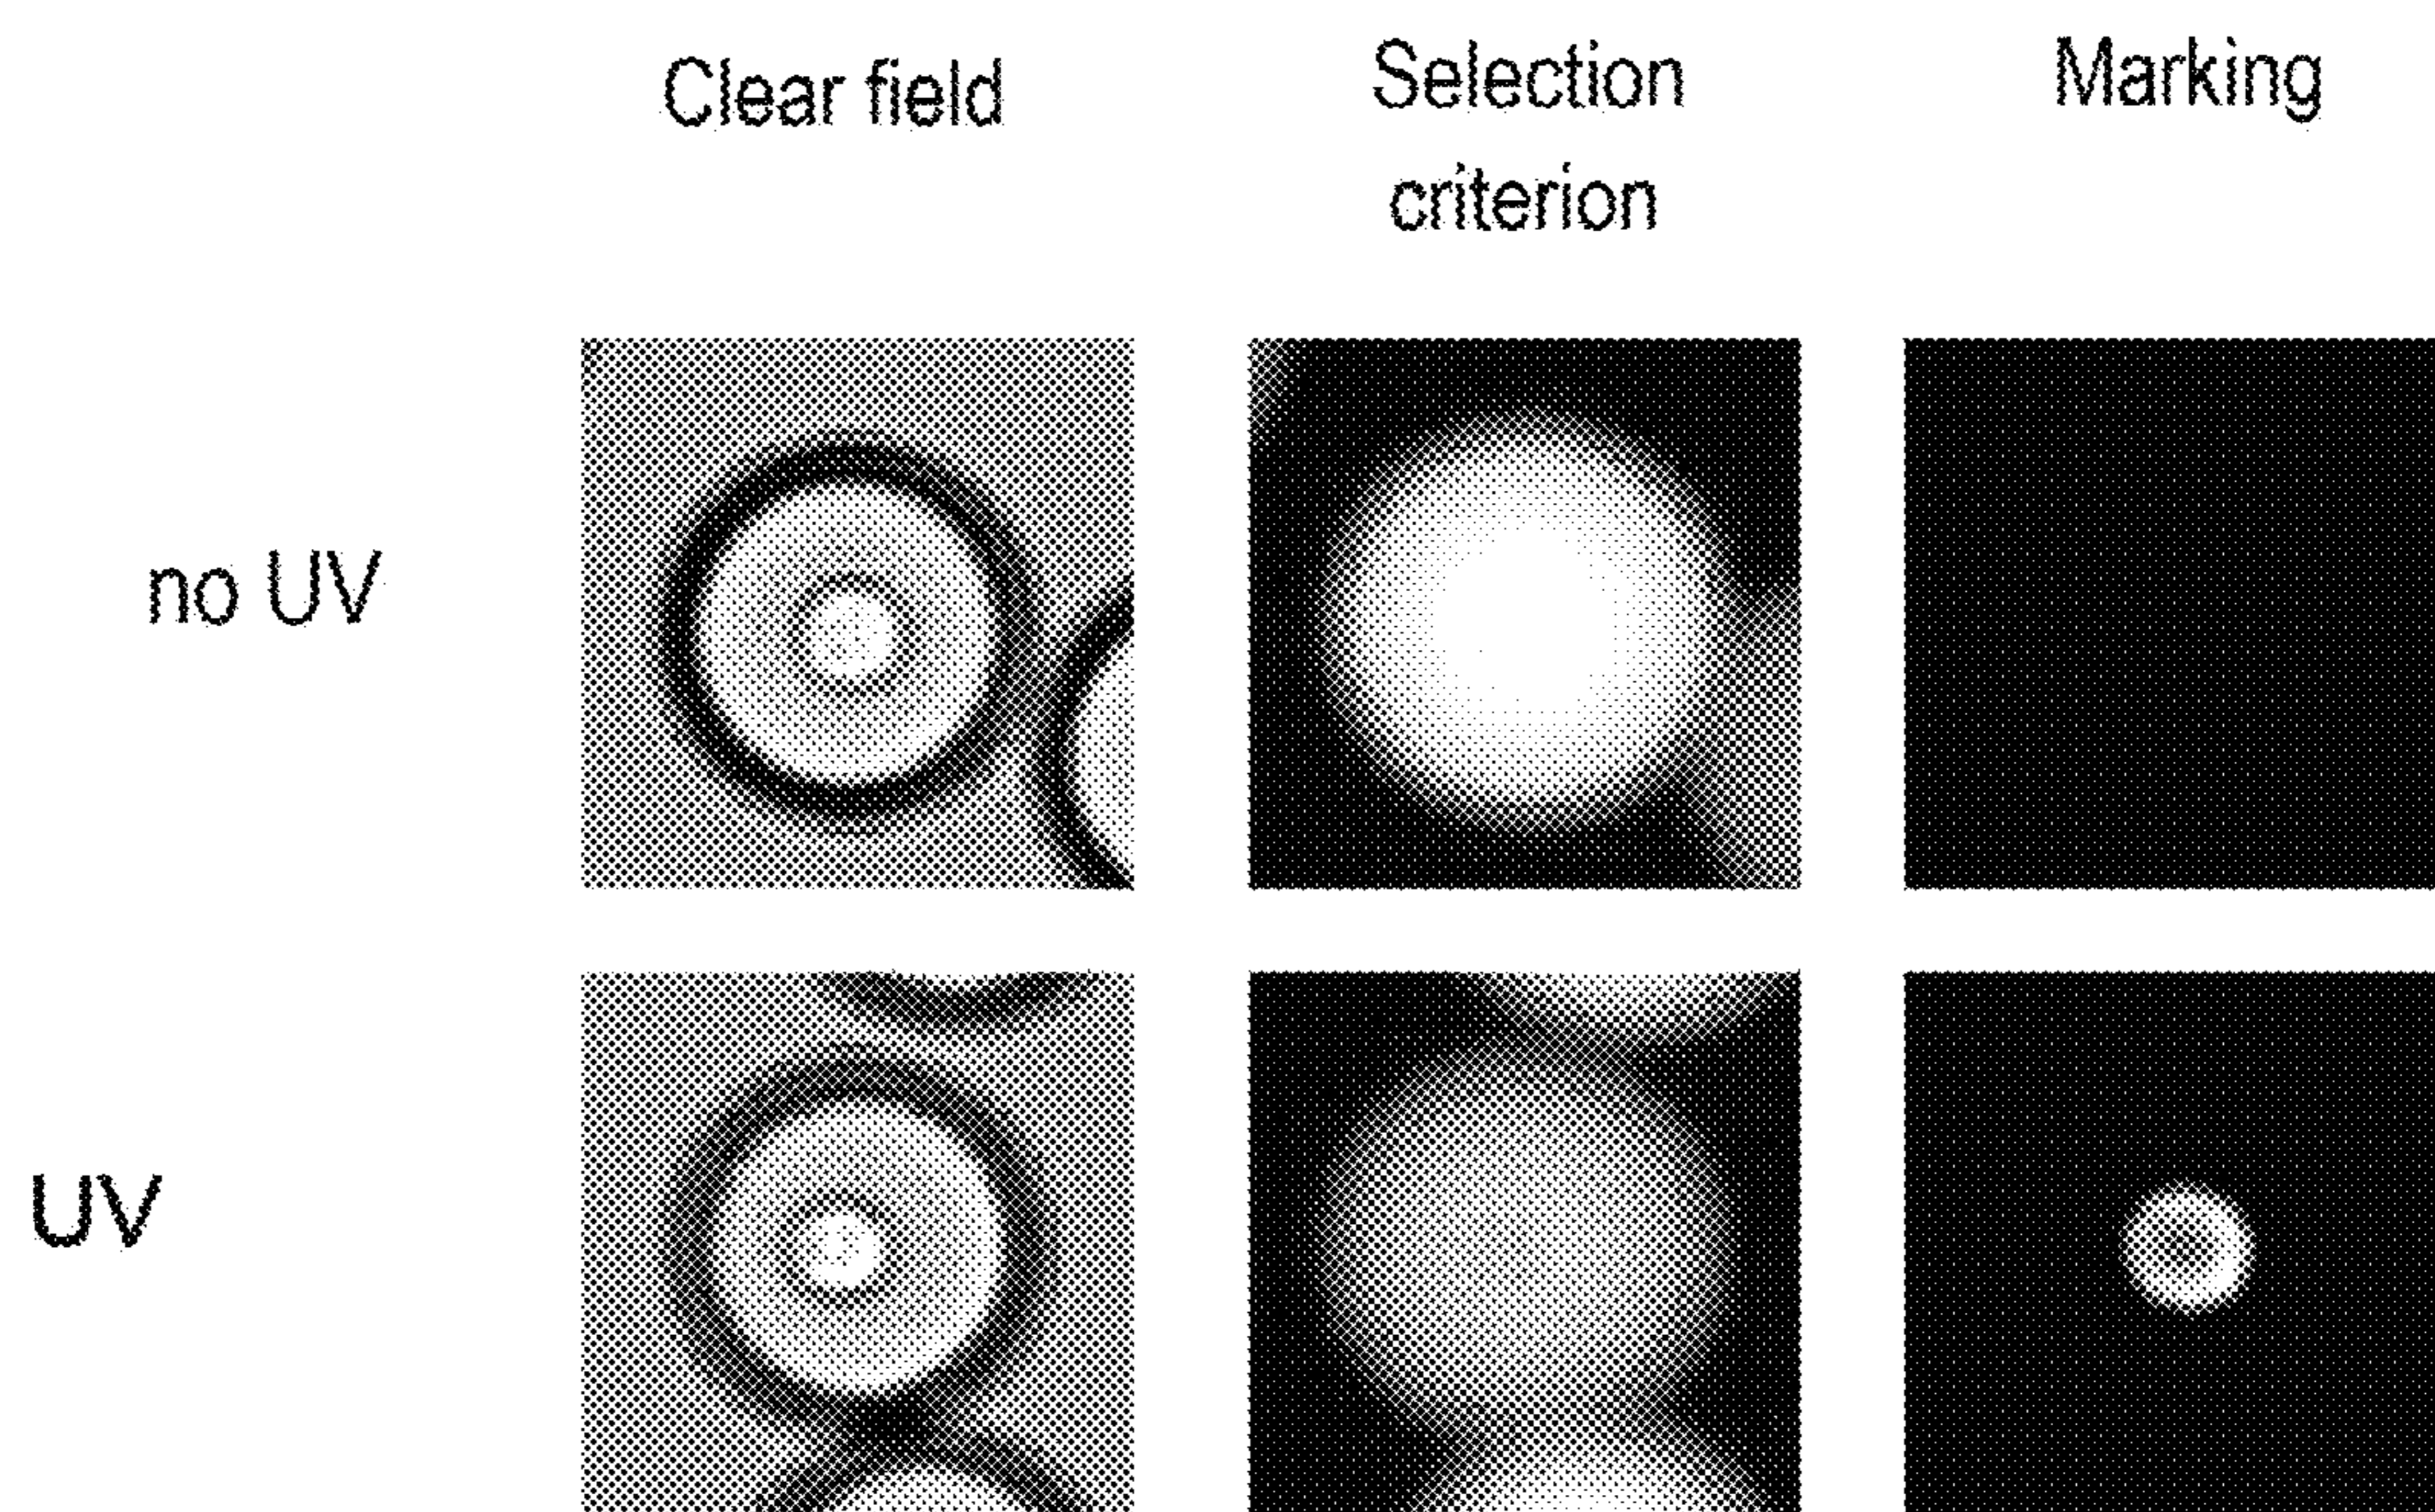 Clear field
Selection
criterion
Marking
no UV
UV